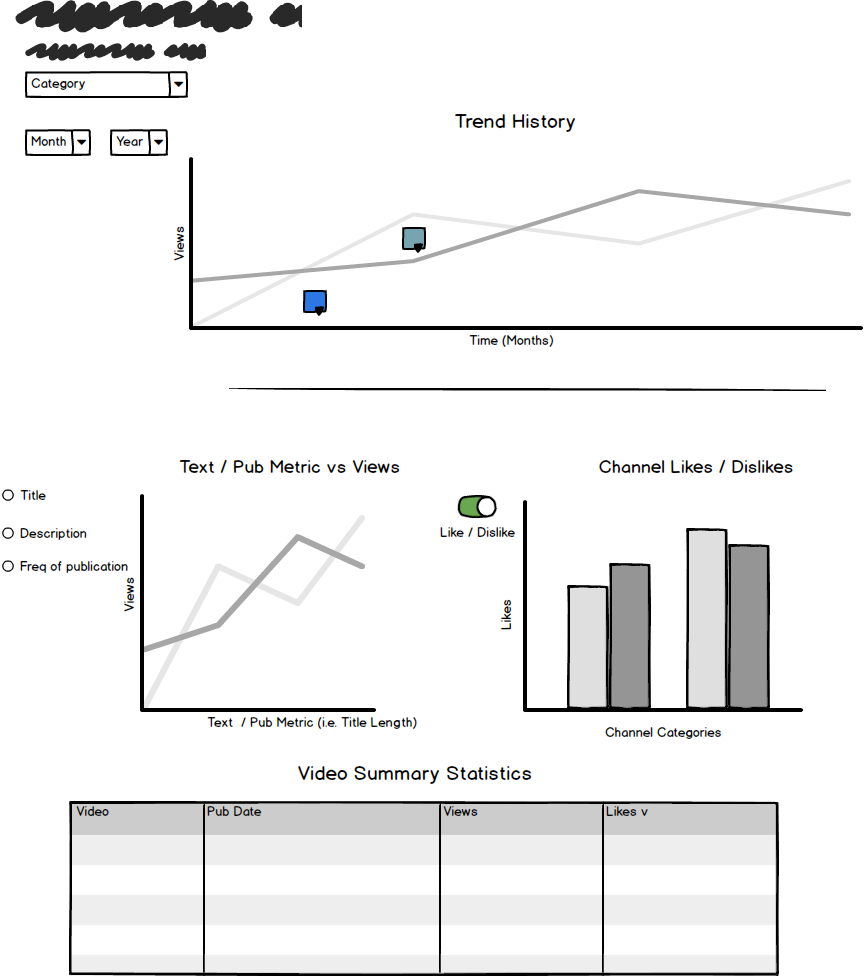 Category
Month Year
Trend History
Views
Time (Months)
Text / Pub Metric vs Views
Title
Description
Freq of publication
Views
Text / Pub Metric (i.e. Title Length)
Channel Likes / Dislikes
Like / Dislike
Likes
Channel Categories
Video Summary Statistics
Video Pub Date Views Likes v